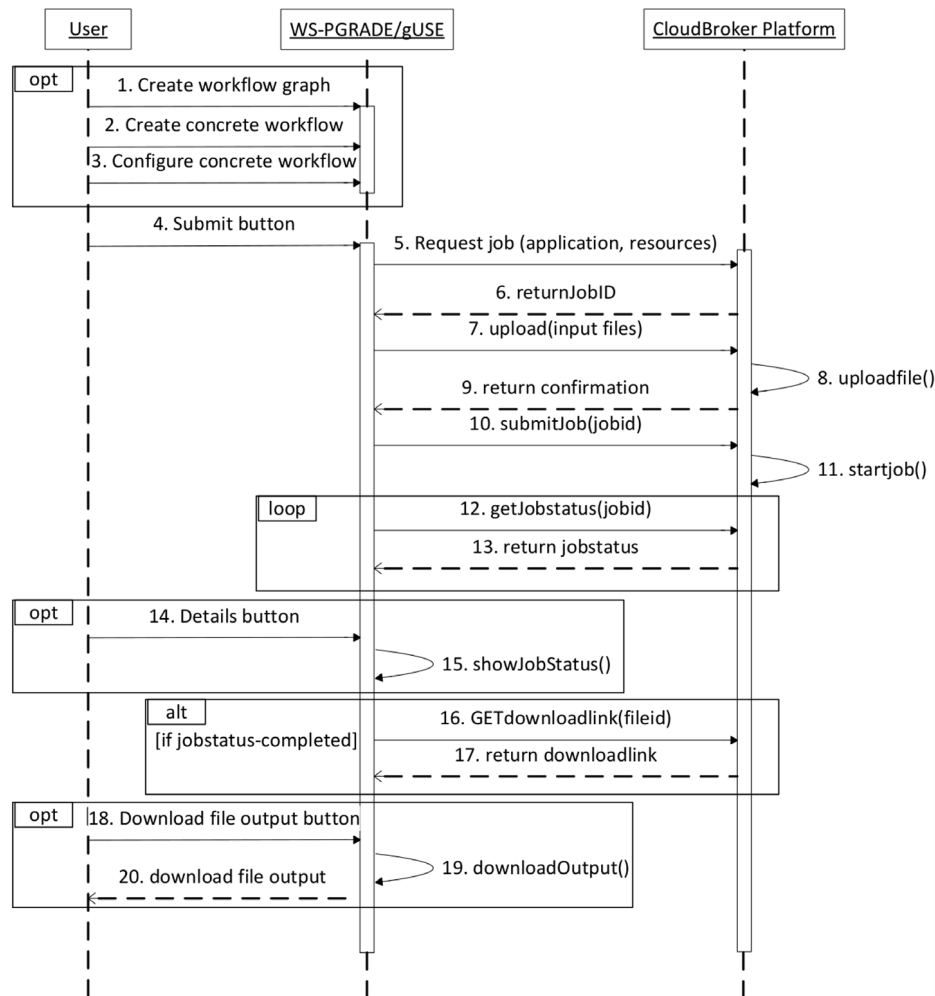 User
WS-PGRADE/gUSE
CloudBroker Platform
opt
1. Create workflow graph
2. Create concrete workflow
3. Configure concrete workflow
4. Submit button
5. Request job (application, resources)
6. returnJobID
7. upload(input files)
8. uploadfile()
9. return confirmation
10. submitJob(jobid)
11. startjob()
loop
12. getJobstatus(jobid)
13. return jobstatus
opt
14. Details button
15. showJobStatus()
alt
[if jobstatus-completed]
16. GETdownloadlink(fileid)
17. return downloadlink
opt
18. Download file output button
19. downloadOutput()
20. download file output